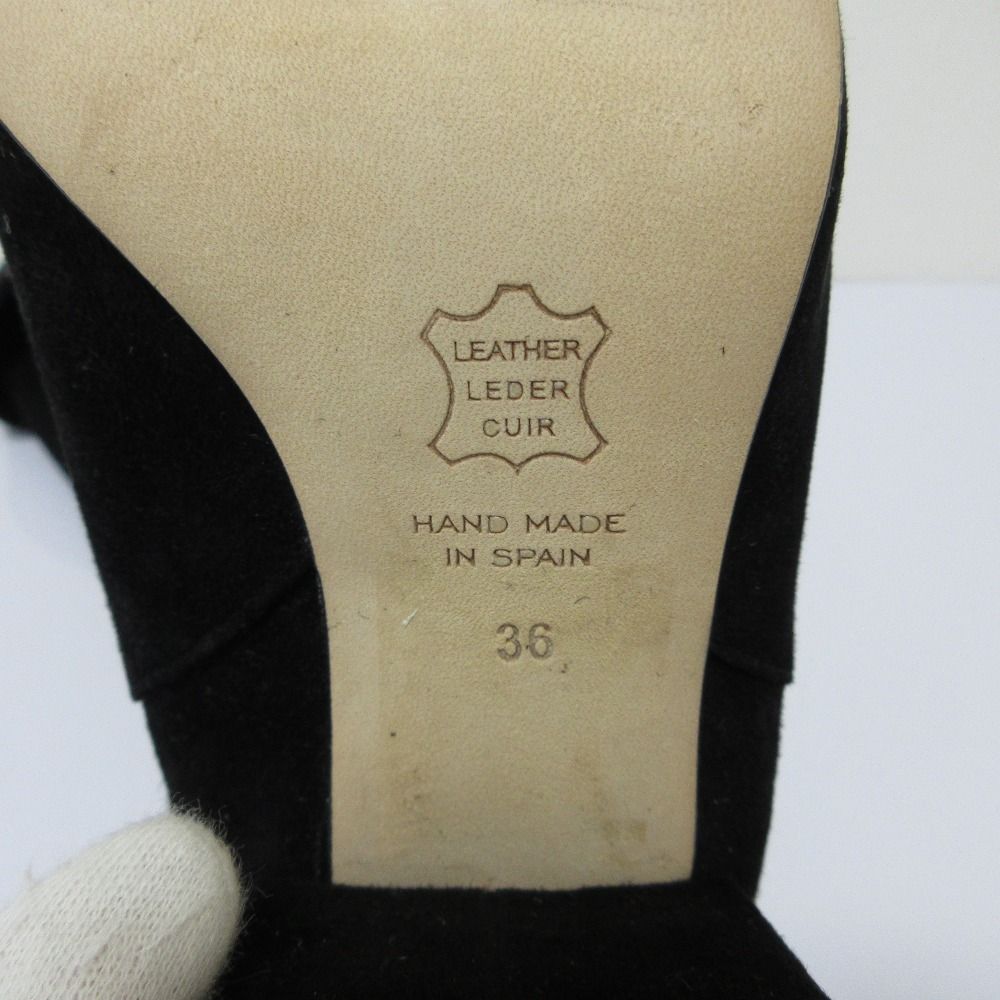 LEATHER
LEDER
CUIR
HAND MADE
IN SPAIN
36